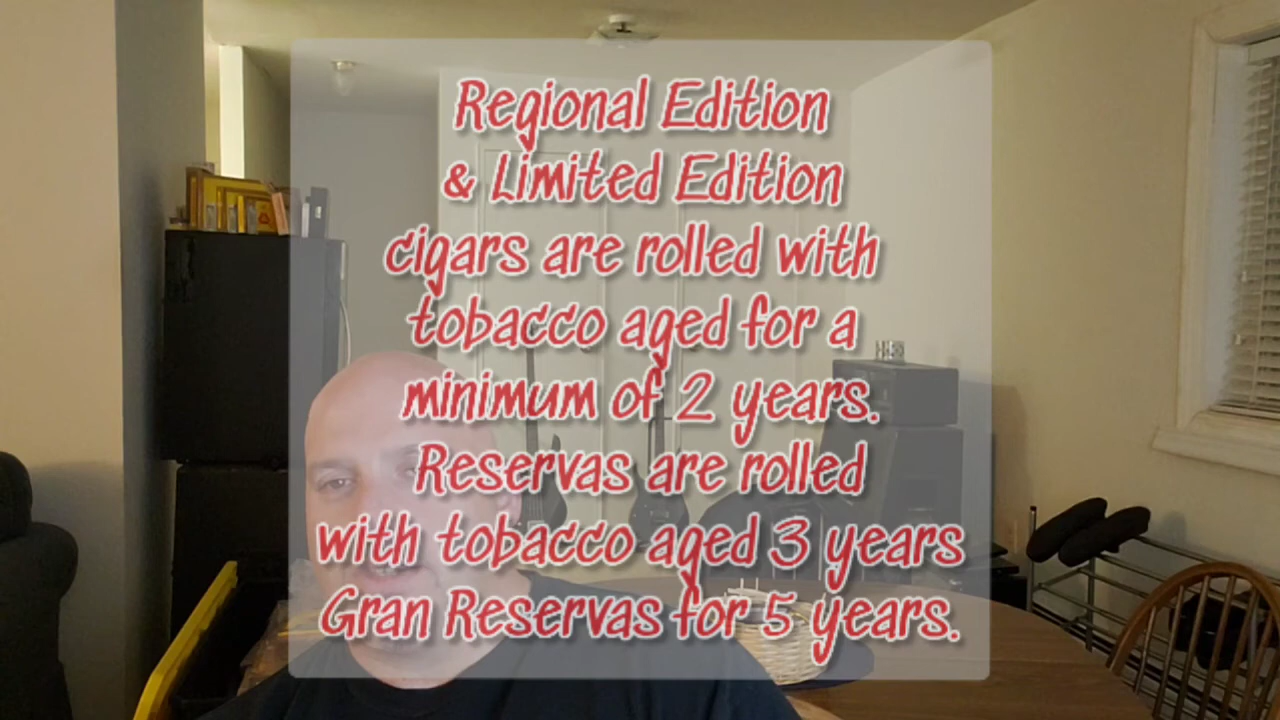 Regional Edition
& Limited Edition
cigars are rolled with
tobacco aged for a
minimum of 2 years.
Reservas are rolled
with tobacco aged 3 years
Gran Reservas for 5 years.